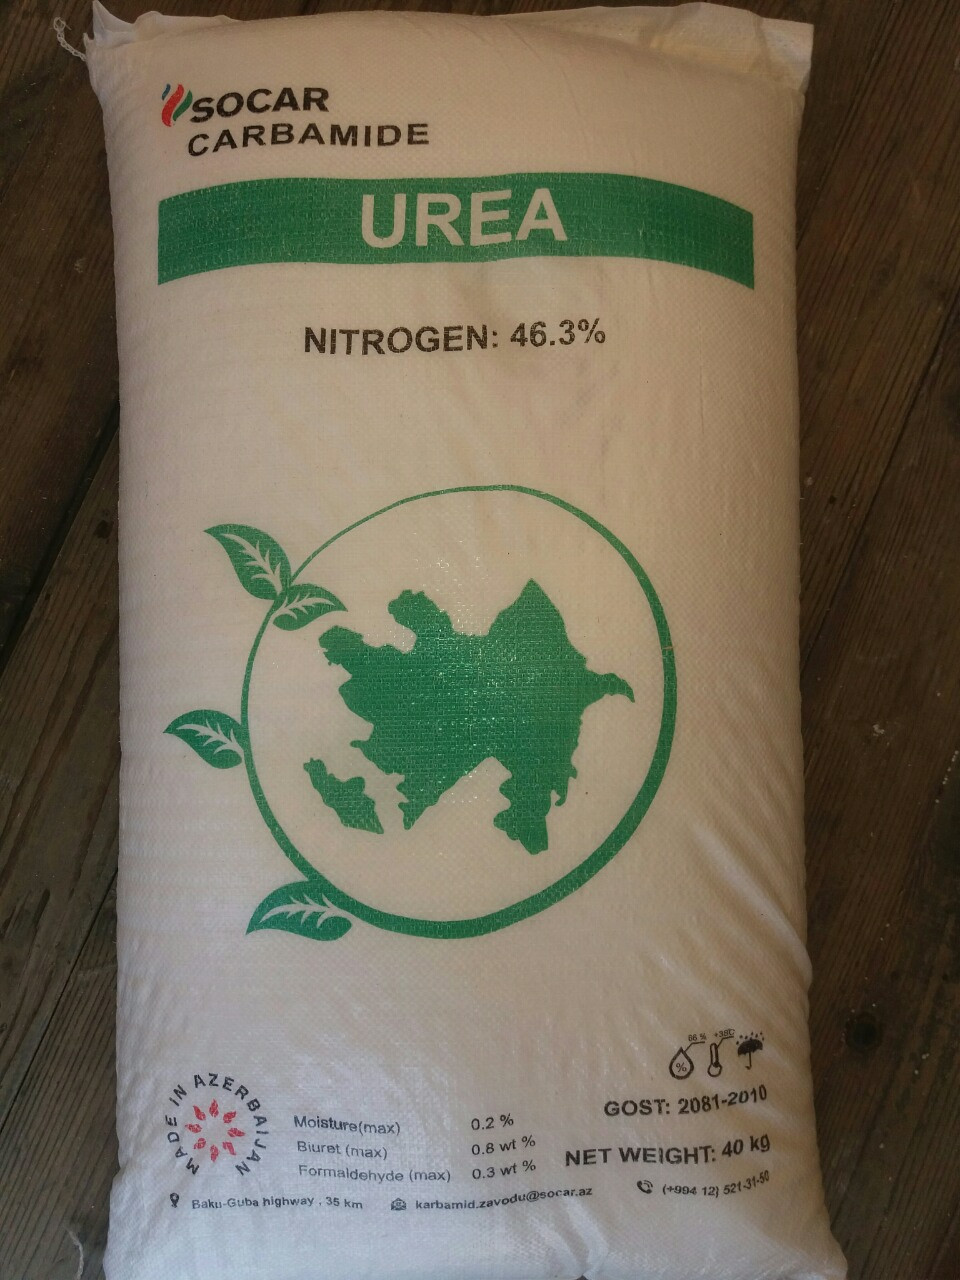 SOCAR
CARBAMIDE
UREA
NITROGEN: 46.3%
66 % +38C
%
GOST: 2081-2010
MADE IN AZERBAIJAN
Moisture(max) 0.2 %
Biuret (max) 0.8 wt %
Formaldehyde (max) 0.3 wt %
NET WEIGHT: 40 kg
Baku-Guba highway , 35 km
karbamid.zavodu@socar.az
(+994 12) 521-31-50